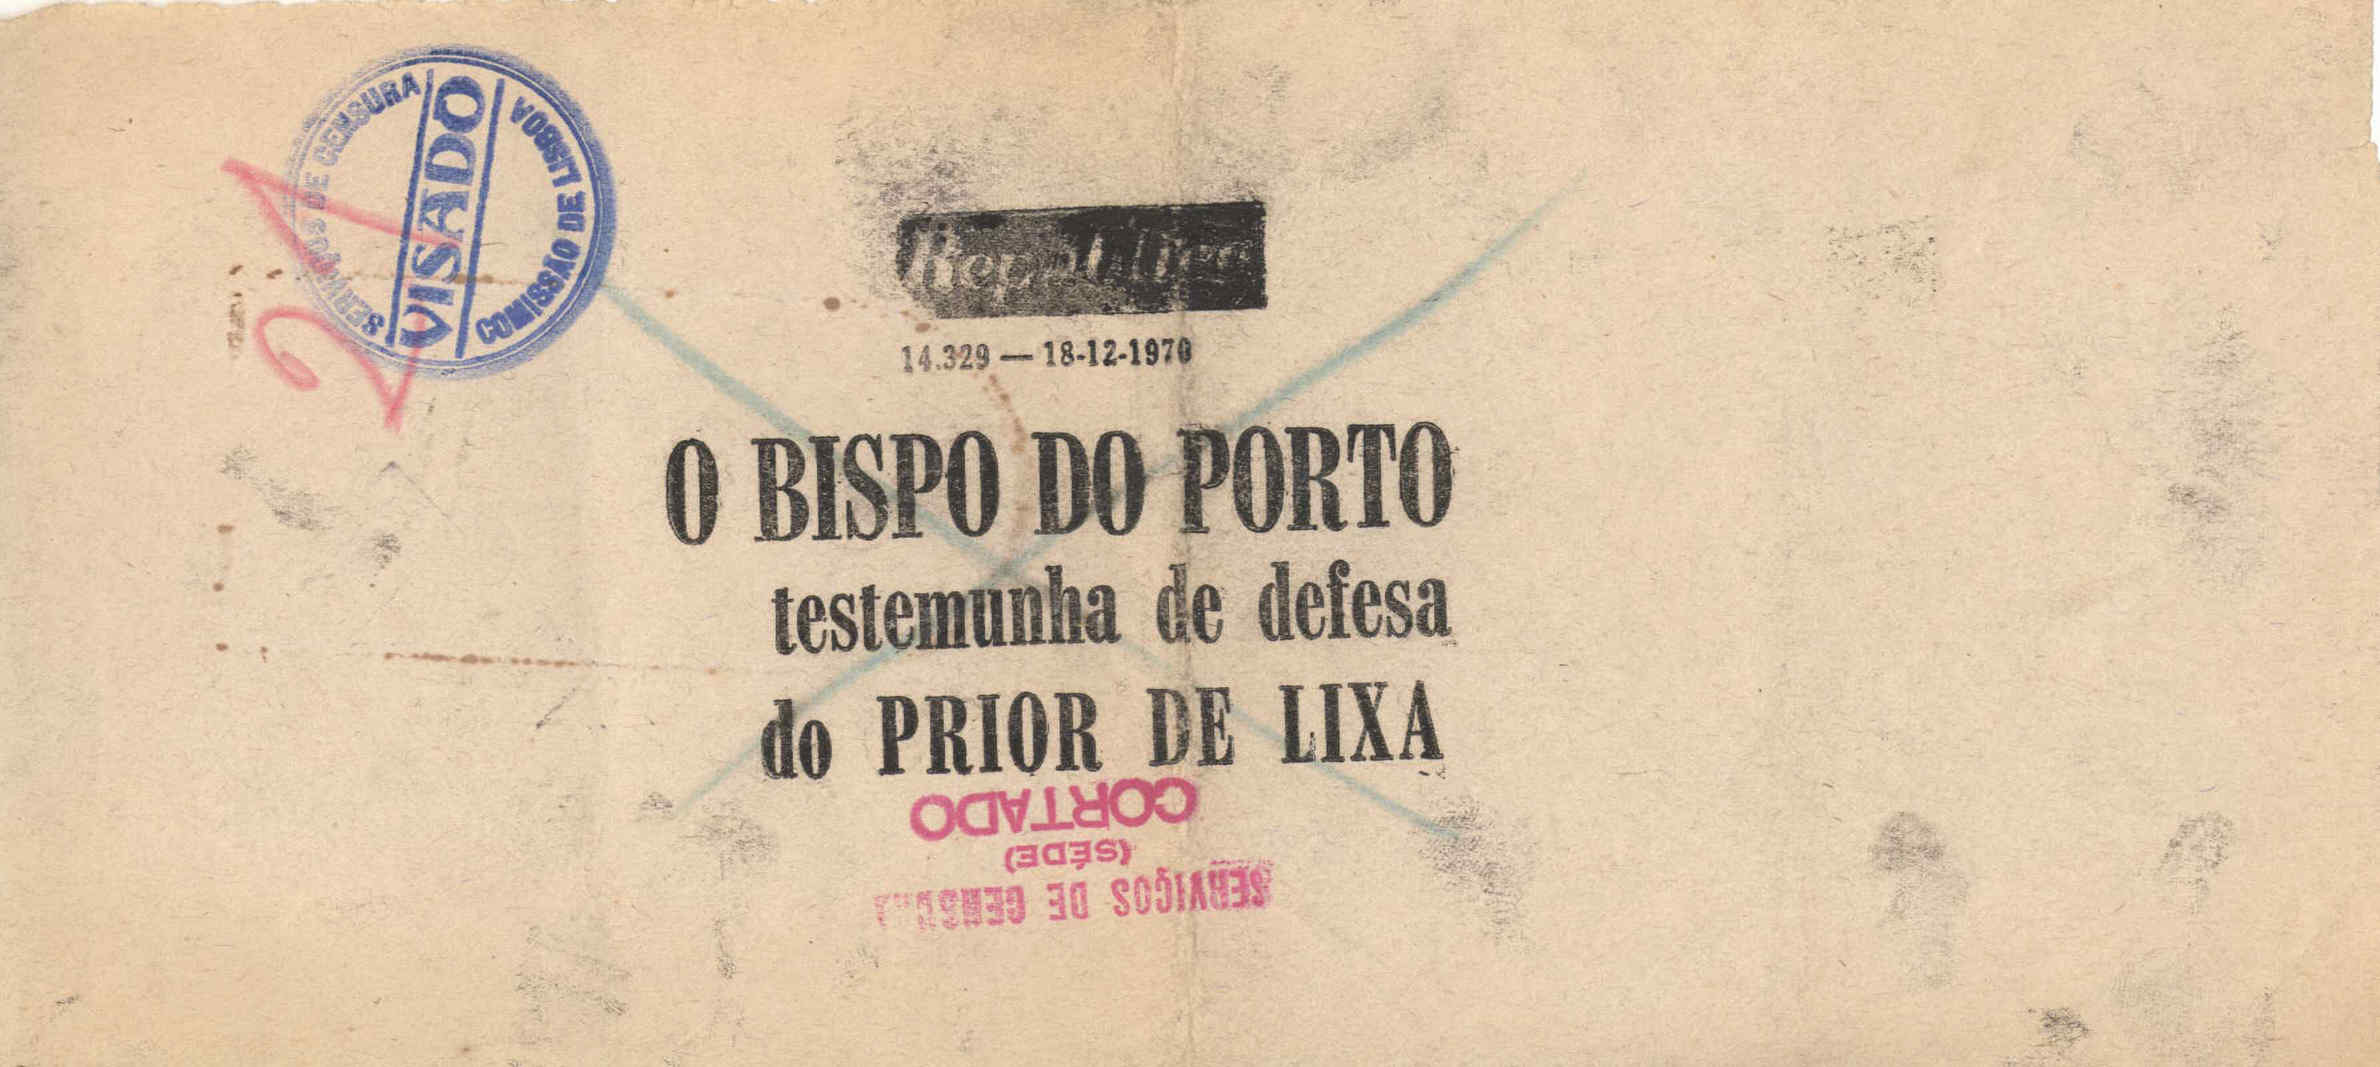 SERVIÇOS DE CENSURA
VISADO
COMISSÃO DE LISBOA
República
14.329 — 18-12-1970
O BISPO DO PORTO
testemunha de defesa
do PRIOR DE LIXA
SERVIÇOS DE CENSURA
(SÉDE)
CORTADO